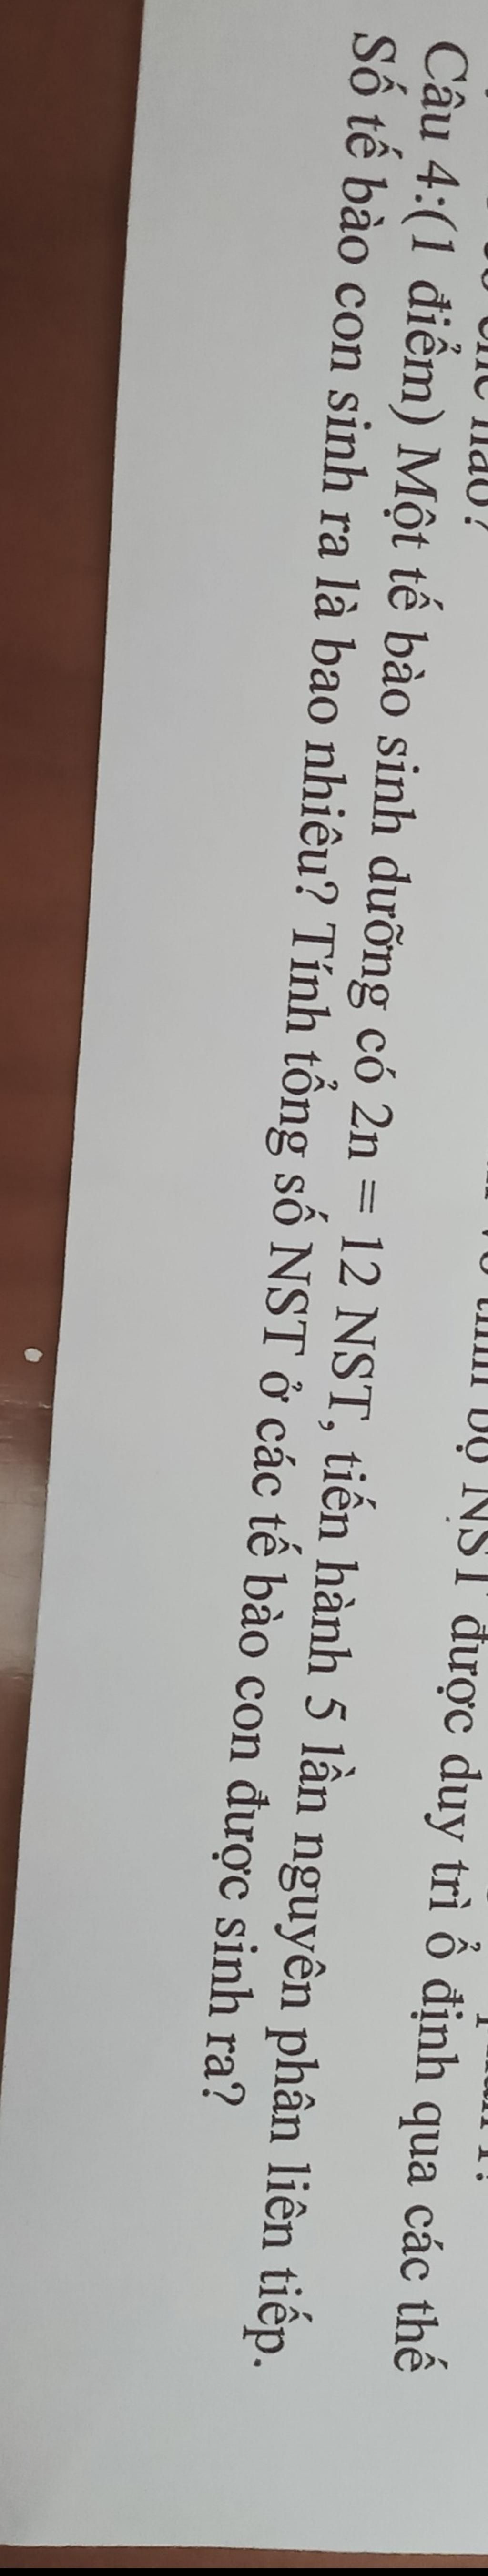 NST được duy trì ổ định qua các thế
nào?
Câu 4:(1 điểm) Một tế bào sinh dưỡng có 2n = 12 NST, tiến hành 5 lần nguyên phân liên tiếp.
Số tế bào con sinh ra là bao nhiêu? Tính tổng số NST ở các tế bào con được sinh ra?